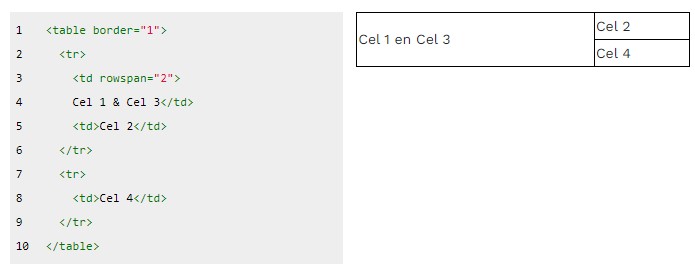 1 <table border="1">
2 <tr>
3 <td rowspan="2">
4 Cel 1 & Cel 3</td>
5 <td>Cel 2</td>
6 </tr>
7 <tr>
8 <td>Cel 4</td>
9 </tr>
10 </table>
Cel 1 en Cel 3
Cel 2
Cel 4